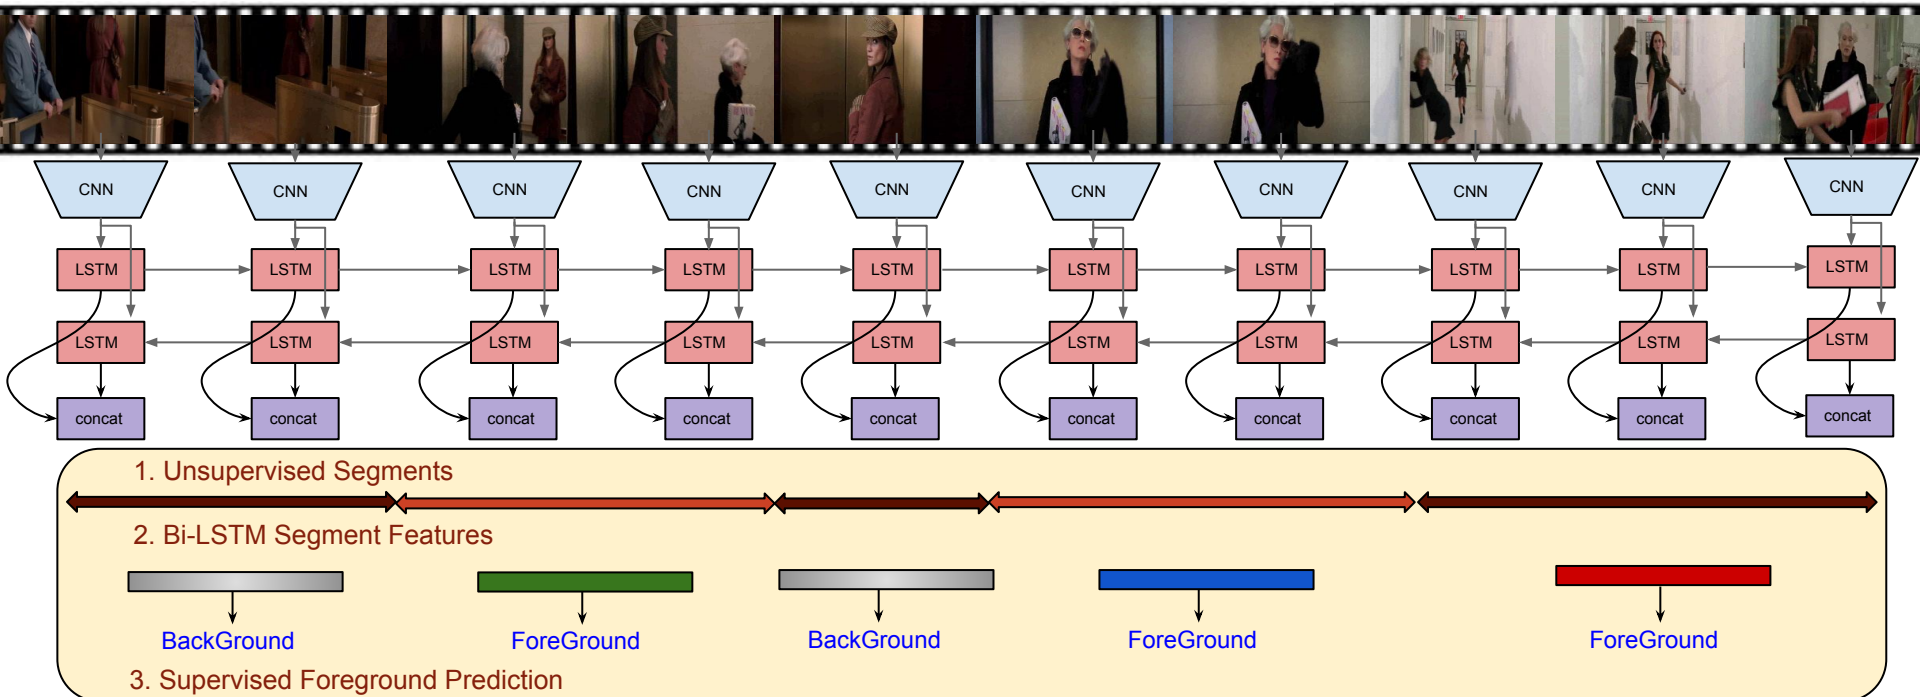 CNN CNN CNN CNN CNN CNN CNN CNN CNN CNN
LSTM LSTM LSTM LSTM LSTM LSTM LSTM LSTM LSTM LSTM
LSTM LSTM LSTM LSTM LSTM LSTM LSTM LSTM LSTM LSTM
concat concat concat concat concat concat concat concat concat concat
1. Unsupervised Segments
2. Bi-LSTM Segment Features
BackGround ForeGround BackGround ForeGround ForeGround
3. Supervised Foreground Prediction